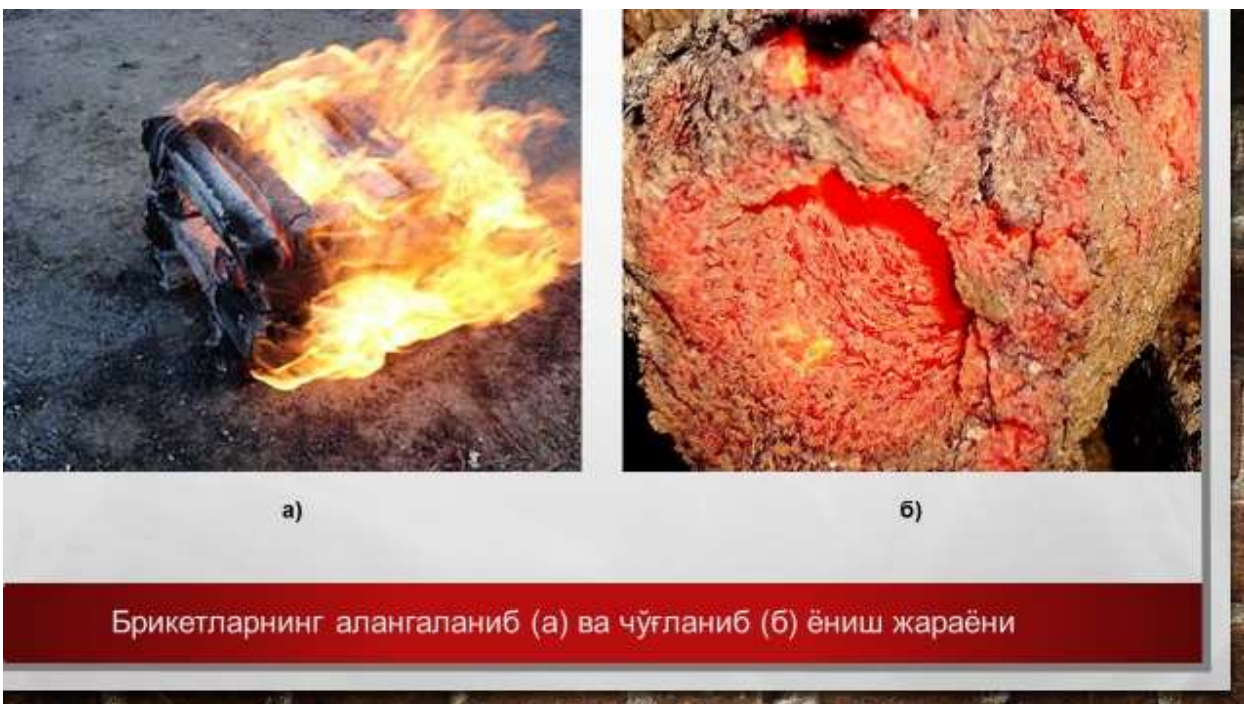 а)
б)
Брикетларнинг алангаланиб (а) ва чўғланиб (б) ёниш жараёни